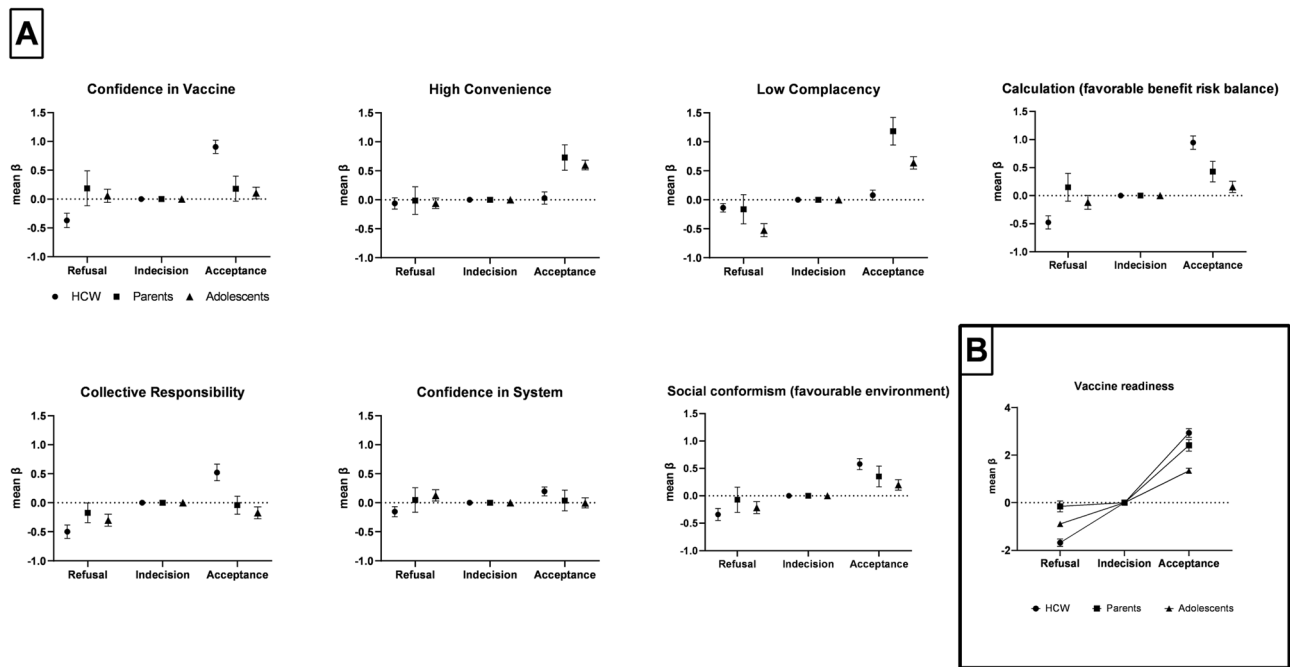 A
Confidence in Vaccine
mean β
1.5
1.0
0.5
0.0
-0.5
-1.0
Refusal Indecision Acceptance
HCW Parents Adolescents
High Convenience
mean β
1.5
1.0
0.5
0.0
-0.5
-1.0
Refusal Indecision Acceptance
Low Complacency
mean β
1.5
1.0
0.5
0.0
-0.5
-1.0
Refusal Indecision Acceptance
Calculation (favorable benefit risk balance)
mean β
1.5
1.0
0.5
0.0
-0.5
-1.0
Refusal Indecision Acceptance
Collective Responsibility
mean β
1.5
1.0
0.5
0.0
-0.5
-1.0
Refusal Indecision Acceptance
Confidence in System
mean β
1.5
1.0
0.5
0.0
-0.5
-1.0
Refusal Indecision Acceptance
Social conformism (favourable environment)
mean β
1.5
1.0
0.5
0.0
-0.5
-1.0
Refusal Indecision Acceptance
B
Vaccine readiness
mean β
4
2
0
-2
Refusal Indecision Acceptance
HCW Parents Adolescents